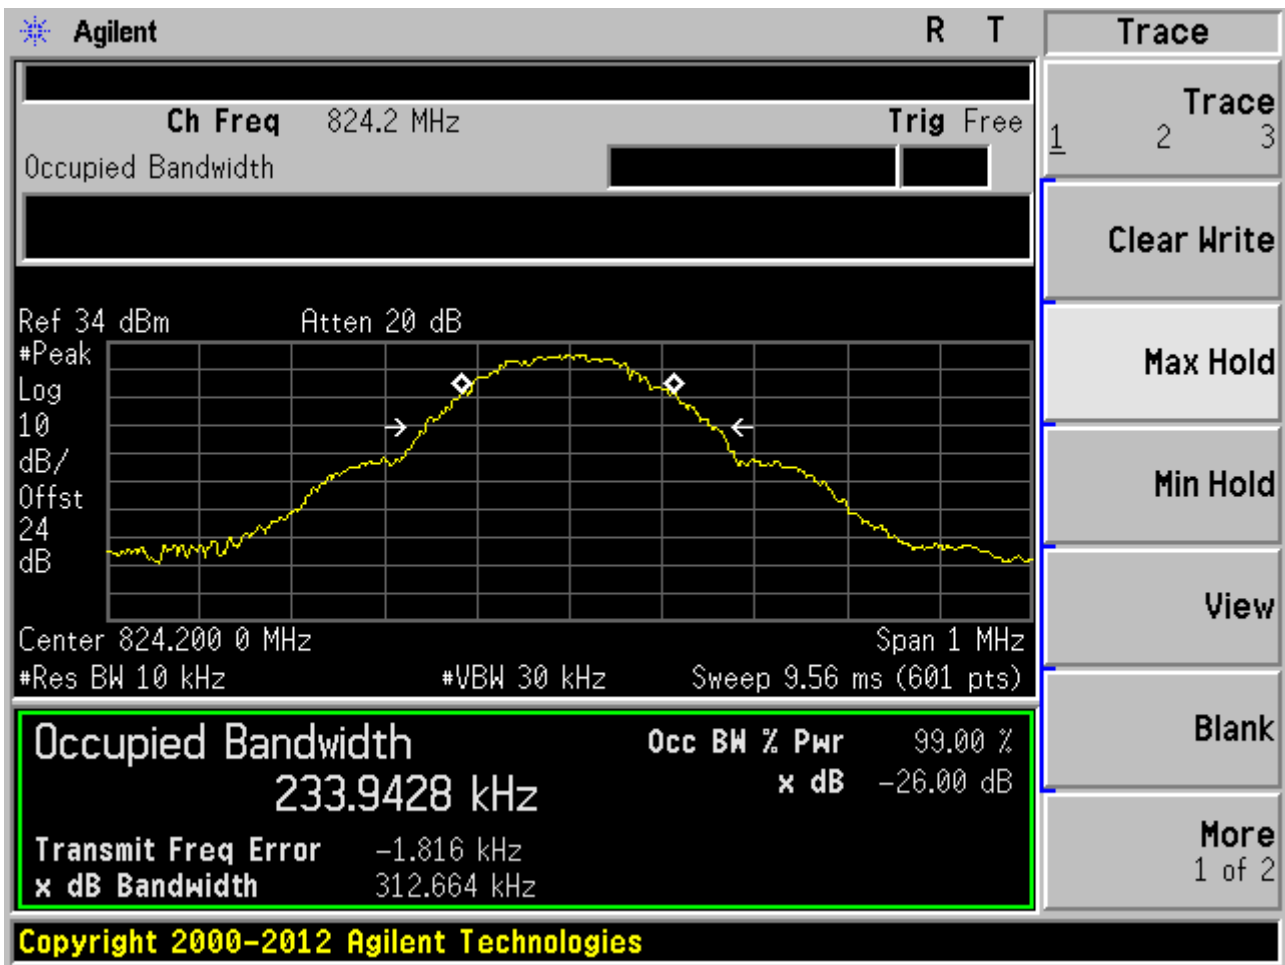 Agilent R T
Ch Freq 824.2 MHz Trig Free
Occupied Bandwidth
Ref 34 dBm Atten 20 dB
#Peak
Log
10
dB/
Offst
24
dB
Center 824.200 0 MHz Span 1 MHz
#Res BW 10 kHz #VBW 30 kHz Sweep 9.56 ms (601 pts)
Occupied Bandwidth Occ BW % Pwr 99.00 %
233.9428 kHz x dB -26.00 dB
Transmit Freq Error -1.816 kHz
x dB Bandwidth 312.664 kHz
Copyright 2000-2012 Agilent Technologies
Trace
Trace
1 2 3
Clear Write
Max Hold
Min Hold
View
Blank
More
1 of 2